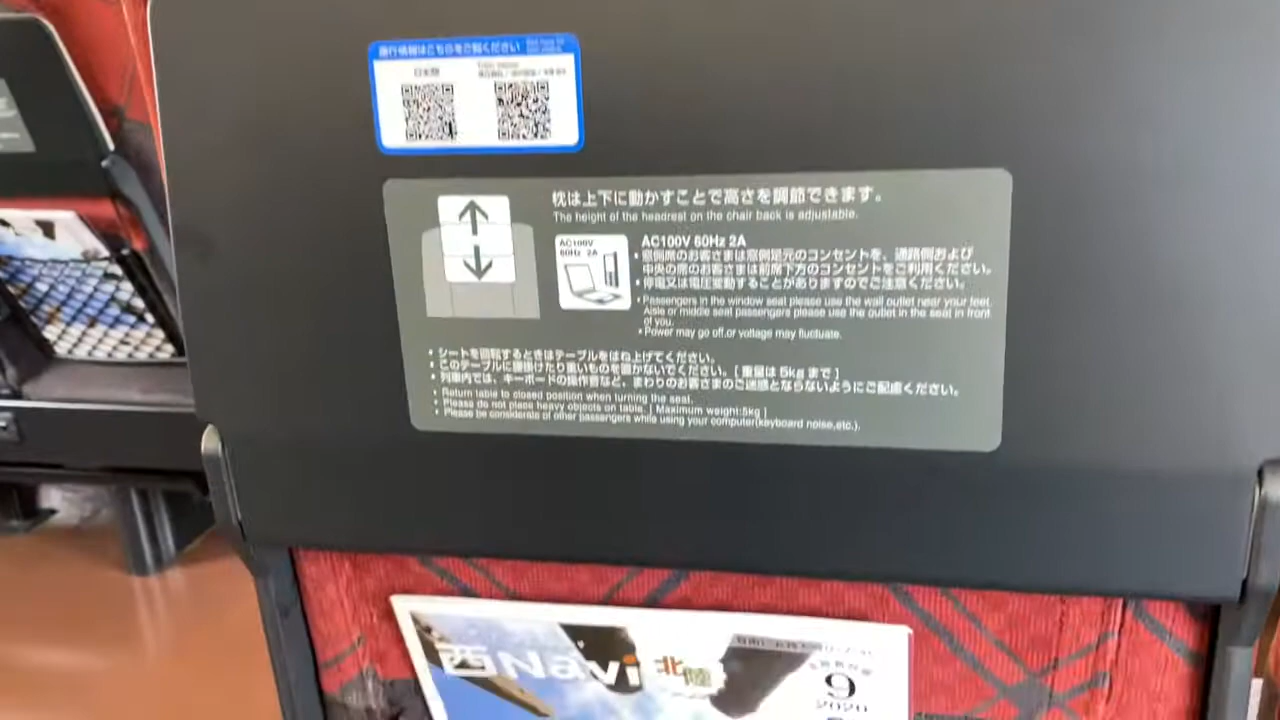 運行情報はこちらをご覧ください
日本語
枕は上下に動かすことで高さを調節できます。
The height of the headrest on the chair back is adjustable.
AC100V
60Hz 2A
AC100V 60Hz 2A
・窓側席のお客さまは窓側足元のコンセントを、通路側および
中央の席のお客さまは前席下方のコンセントをご利用ください。
・停電又は電圧変動することがありますのでご注意ください。
・Passengers in the window seat please use the wall outlet near your feet.
Aisle or middle seat passengers please use the outlet in the seat in front
of you.
・Power may go off,or voltage may fluctuate.
・シートを回転するときはテーブルをはね上げてください。
・このテーブルに腰掛けたり重いものを置かないでください。[ 重量は 5kg まで ]
・列車内では、キーボードの操作音など、まわりのお客さまのご迷惑とならないようにご配慮ください。
・Return table to closed position when turning the seat.
・Please do not place heavy objects on table. [ Maximum weight:5kg ]
・Please be considerate of other passengers while using your computer(keyboard noise,etc.).
西Navi 北陸
9
2020